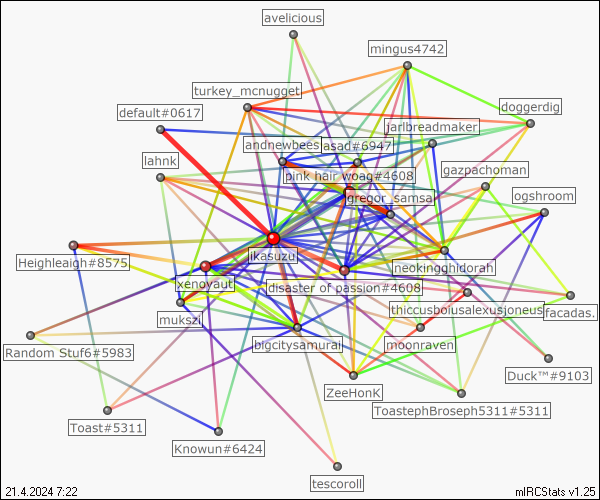 avelicious
mingus4742
turkey_mcnugget
default#0617
doggerdig
jarlbreadmaker
andnewbees
asad#6947
lahnk
pink hair woag#4608
gazpachoman
gregor_samsa
ogshroom
ikasuzu
Heighleaigh#8575
neokingghidorah
xenoyaut
disaster of passion#4608
thiccusboiusalexusjoneus
facadas.
mukszi
bigcitysamurai
moonraven
Random Stuf6#5983
Duck™#9103
ZeeHonK
ToastephBroseph5311#5311
Toast#5311
Knowun#6424
tescoroll
21.4.2024 7:22
mIRCStats v1.25